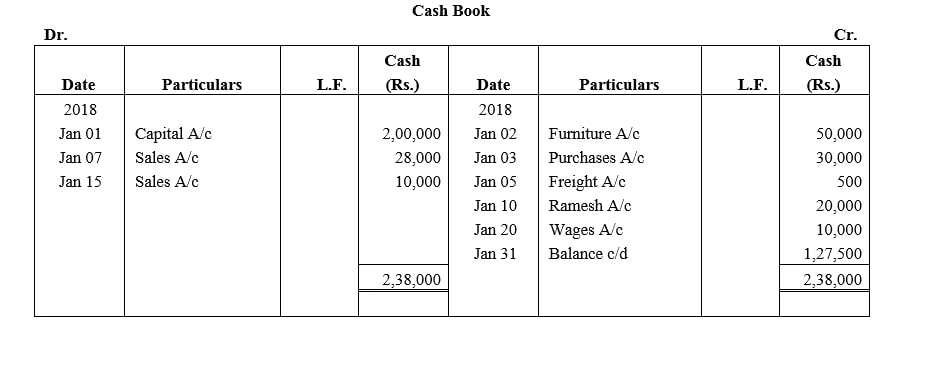 Cash Book
Dr. Cr.
Cash Cash
Date Particulars L.F. (Rs.) Date Particulars L.F. (Rs.)
2018 2018
Jan 01 Capital A/c 2,00,000 Jan 02 Furniture A/c 50,000
Jan 07 Sales A/c 28,000 Jan 03 Purchases A/c 30,000
Jan 15 Sales A/c 10,000 Jan 05 Freight A/c 500
Jan 10 Ramesh A/c 20,000
Jan 20 Wages A/c 10,000
Jan 31 Balance c/d 1,27,500
2,38,000 2,38,000